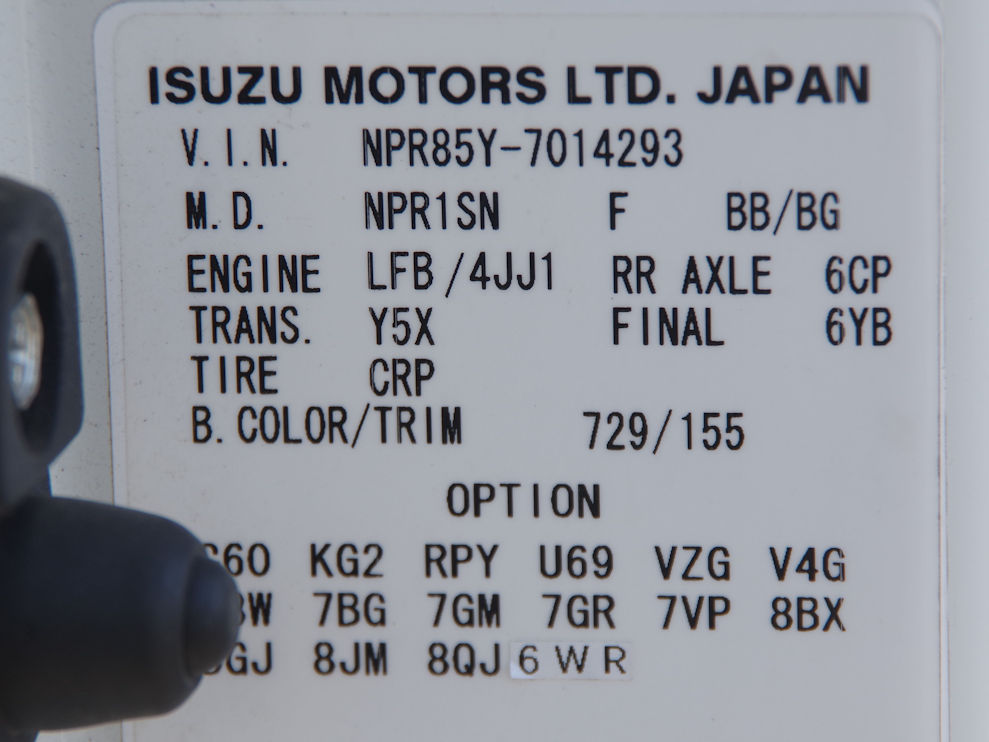 ISUZU MOTORS LTD. JAPAN
V.I.N. NPR85Y-7014293
M.D. NPR1SN F BB/BG
ENGINE LFB/4JJ1 RR AXLE 6CP
TRANS. Y5X FINAL 6YB
TIRE CRP
B.COLOR/TRIM 729/155
OPTION
KG2 RPY U69 VZG V4G
7BG 7GM 7GR 7VP 8BX
8JM 8QJ 6WR